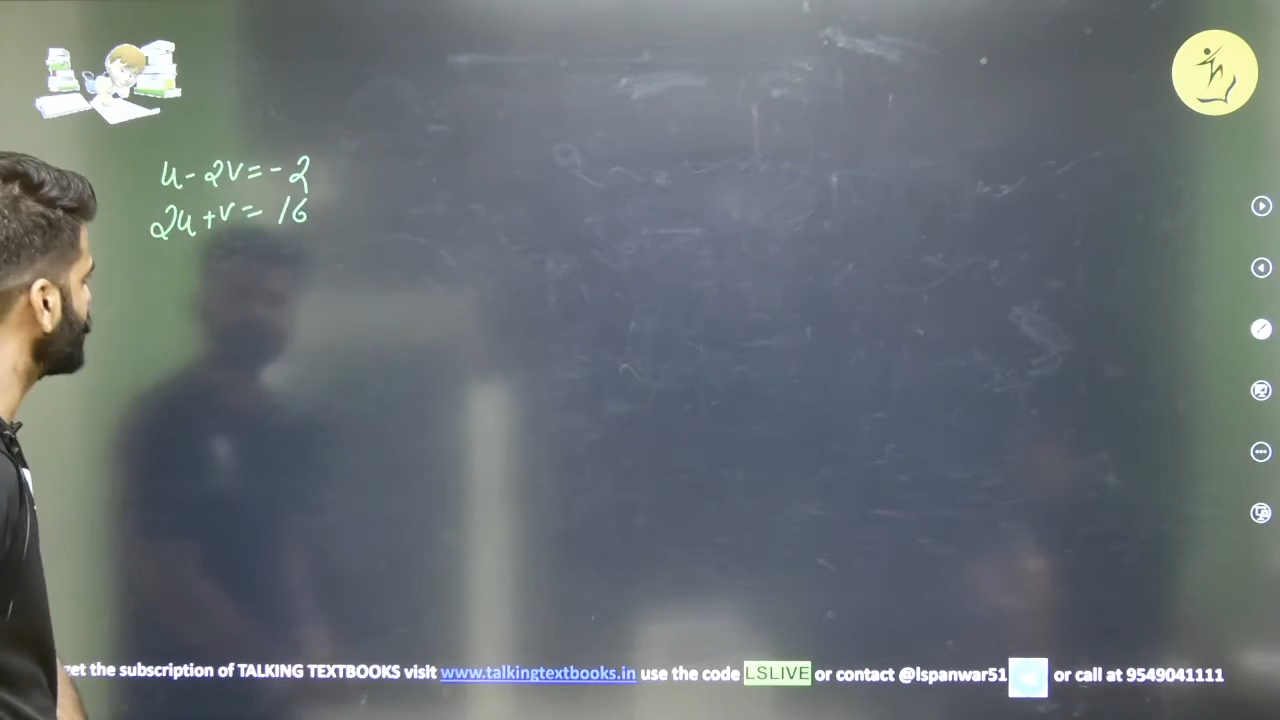 u - 2v = - 2
2u + v = 16
get the subscription of TALKING TEXTBOOKS visit www.talkingtextbooks.in use the code LSLIVE or contact @lspanwar51 or call at 9549041111